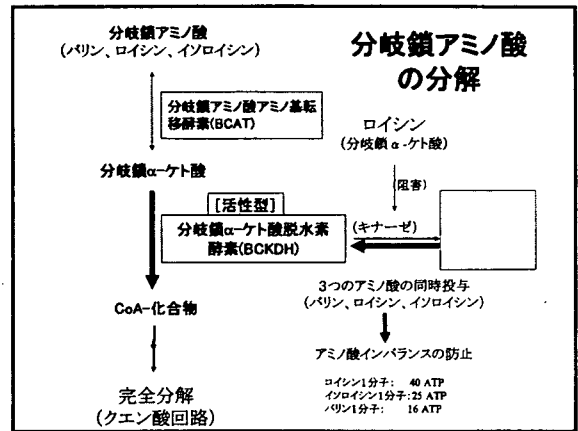 分岐鎖アミノ酸
(バリン、ロイシン、イソロイシン)
分岐鎖アミノ酸
の分解
分岐鎖アミノ酸アミノ基転
移酵素(BCAT)
ロイシン
(分岐鎖α-ケト酸)
分岐鎖α-ケト酸
(阻害)
[活性型]
分岐鎖α-ケト酸脱水素
酵素(BCKDH)
(キナーゼ)
3つのアミノ酸の同時投与
(バリン、ロイシン、イソロイシン)
CoA-化合物
アミノ酸インバランスの防止
完全分解
(クエン酸回路)
ロイシン1分子: 40 ATP
イソロイシン1分子:25 ATP
バリン1分子: 16 ATP